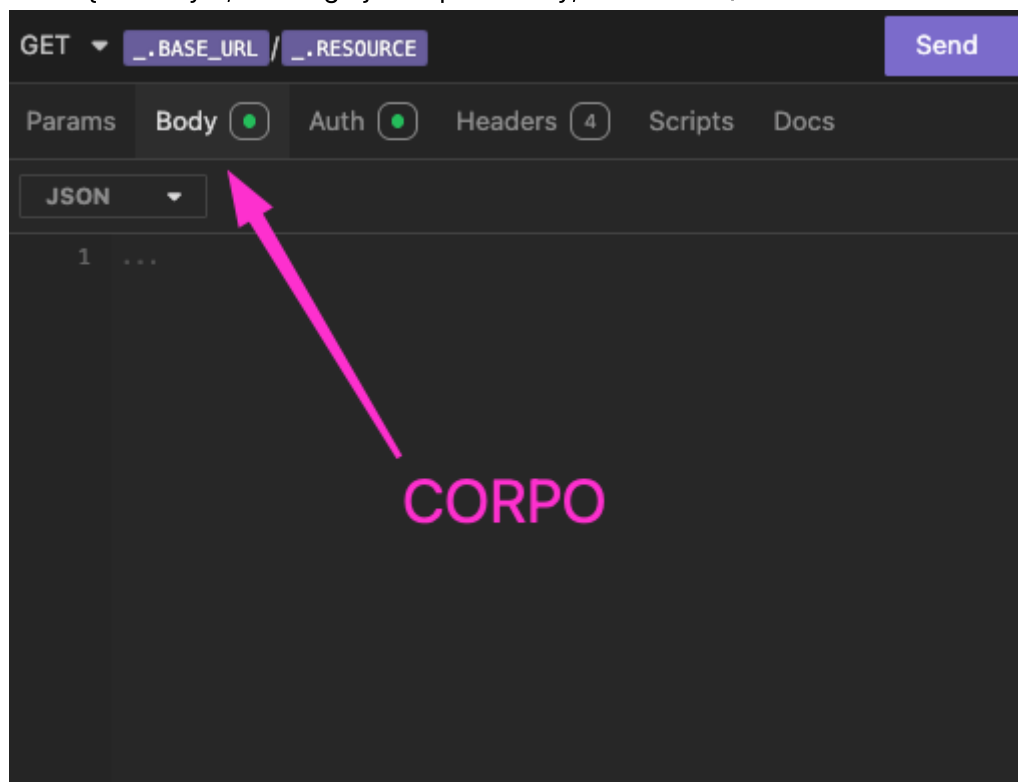 GET _.BASE_URL / _.RESOURCE Send
Params Body Auth Headers 4 Scripts Docs
JSON
1 ...
CORPO